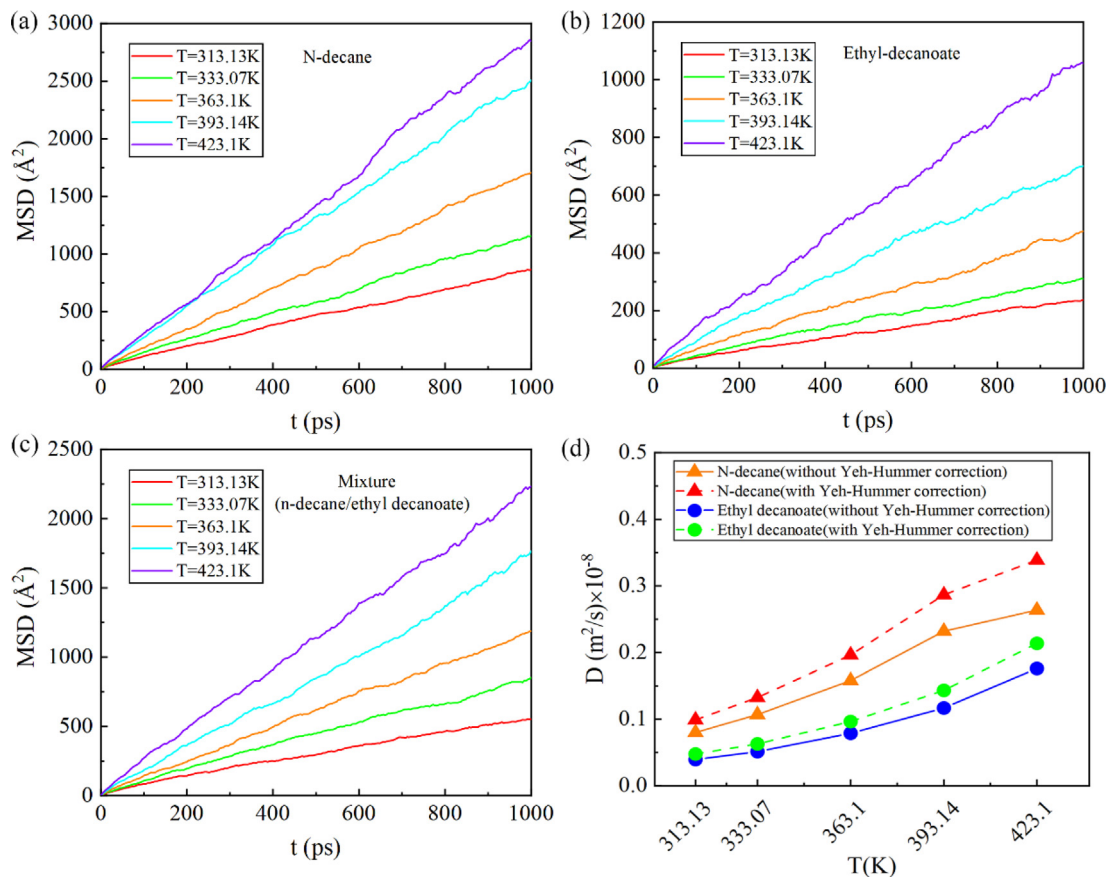 (a)
3000
2500
2000
1500
1000
500
0
MSD (Å²)
T=313.13K
T=333.07K
T=363.1K
T=393.14K
T=423.1K
N-decane
0 200 400 600 800 1000
t (ps)
(b)
1200
1000
800
600
400
200
0
MSD (Å²)
T=313.13K
T=333.07K
T=363.1K
T=393.14K
T=423.1K
Ethyl-decanoate
0 200 400 600 800 1000
t (ps)
(c)
2500
2000
1500
1000
500
0
MSD (Å²)
T=313.13K
T=333.07K
T=363.1K
T=393.14K
T=423.1K
Mixture
(n-decane/ethyl decanoate)
0 200 400 600 800 1000
t (ps)
(d)
0.5
0.4
0.3
0.2
0.1
0.0
D (m²/s)×10⁻⁸
N-decane(without Yeh-Hummer correction)
N-decane(with Yeh-Hummer correction)
Ethyl decanoate(without Yeh-Hummer correction)
Ethyl decanoate(with Yeh-Hummer correction)
313.13 333.07 363.1 393.14 423.1
T(K)